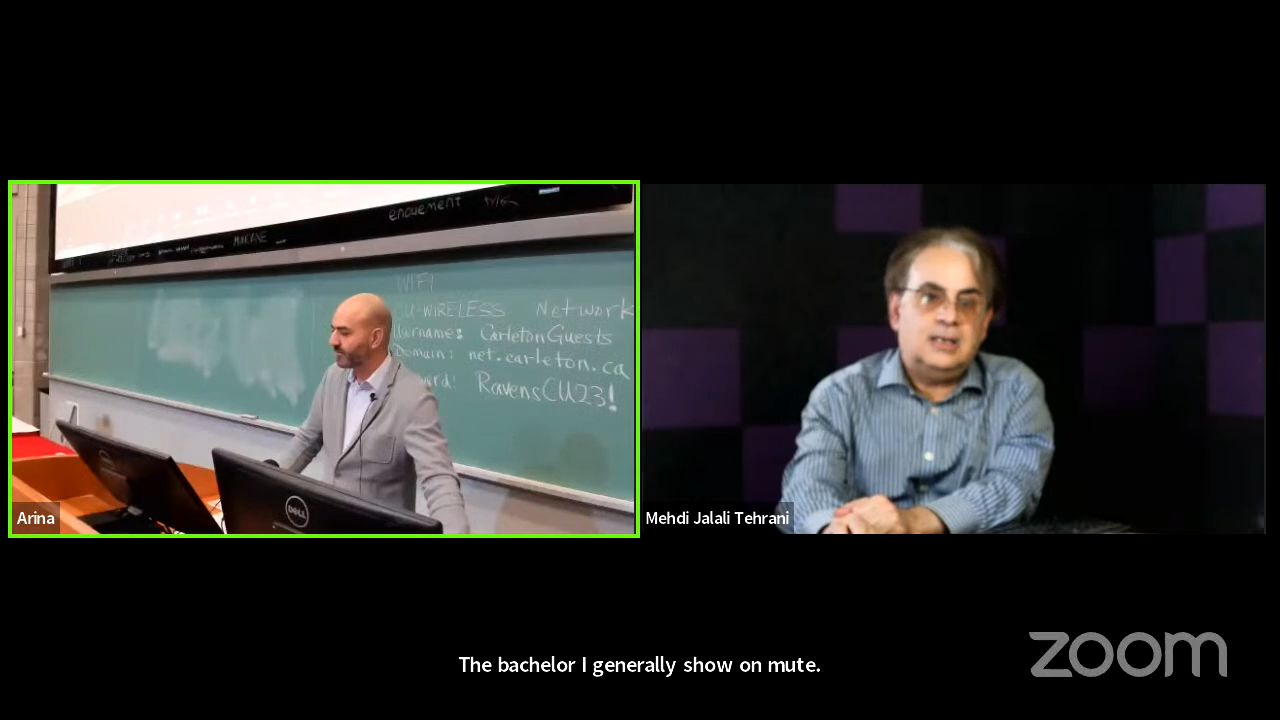 enouement
WIFI
CU-WIRELESS Network
Username: CarletonGuests
Domain: net.carleton.ca
RavensCU23!
DELL
Arina
Mehdi Jalali Tehrani
The bachelor I generally show on mute.
zoom